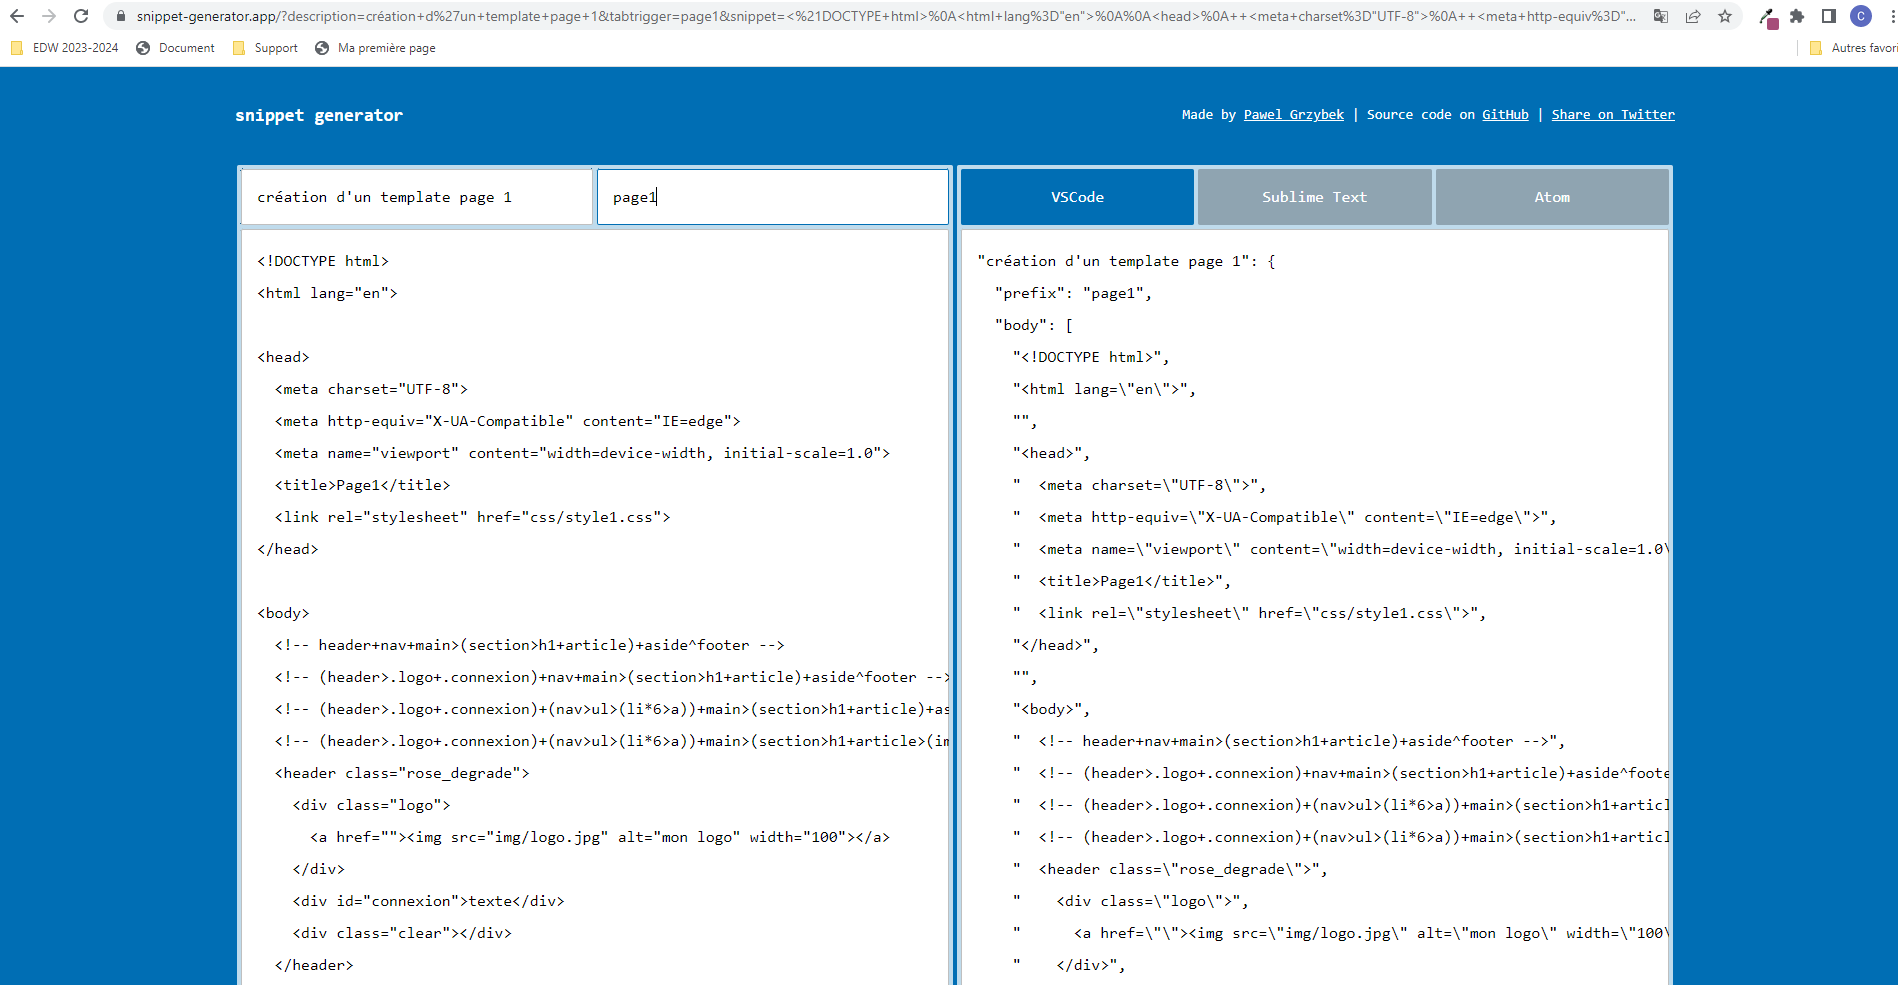 snippet-generator.app/?description=création+d%27un+template+page+1&tabtrigger=page1&snippet=<%21DOCTYPE+html>%0A<html+lang%3D"en">%0A%0A<head>%0A++<meta+charset%3D"UTF-8">%0A++<meta+http-equiv%3D"...
EDW 2023-2024 Document Support Ma première page Autres favori
snippet generator
Made by Pawel Grzybek | Source code on GitHub | Share on Twitter
création d'un template page 1
page1
<!DOCTYPE html>
<html lang="en">
<head>
<meta charset="UTF-8">
<meta http-equiv="X-UA-Compatible" content="IE=edge">
<meta name="viewport" content="width=device-width, initial-scale=1.0">
<title>Page1</title>
<link rel="stylesheet" href="css/style1.css">
</head>
<body>
<!-- header+nav+main>(section>h1+article)+aside^footer -->
<!-- (header>.logo+.connexion)+nav+main>(section>h1+article)+aside^footer -->
<!-- (header>.logo+.connexion)+(nav>ul>(li*6>a))+main>(section>h1+article)+as
<!-- (header>.logo+.connexion)+(nav>ul>(li*6>a))+main>(section>h1+article>(im
<header class="rose_degrade">
<div class="logo">
<a href=""><img src="img/logo.jpg" alt="mon logo" width="100"></a>
</div>
<div id="connexion">texte</div>
<div class="clear"></div>
</header>
VSCode Sublime Text Atom
"création d'un template page 1": {
"prefix": "page1",
"body": [
"<!DOCTYPE html>",
"<html lang=\"en\">",
"",
"<head>",
"  <meta charset=\"UTF-8\">",
"  <meta http-equiv=\"X-UA-Compatible\" content=\"IE=edge\">",
"  <meta name=\"viewport\" content=\"width=device-width, initial-scale=1.0\
"  <title>Page1</title>",
"  <link rel=\"stylesheet\" href=\"css/style1.css\">",
"</head>",
"",
"<body>",
"  <!-- header+nav+main>(section>h1+article)+aside^footer -->",
"  <!-- (header>.logo+.connexion)+nav+main>(section>h1+article)+aside^foote
"  <!-- (header>.logo+.connexion)+(nav>ul>(li*6>a))+main>(section>h1+articl
"  <!-- (header>.logo+.connexion)+(nav>ul>(li*6>a))+main>(section>h1+articl
"  <header class=\"rose_degrade\">",
"    <div class=\"logo\">",
"      <a href=\"\"><img src=\"img/logo.jpg\" alt=\"mon logo\" width=\"100\
"    </div>",
C